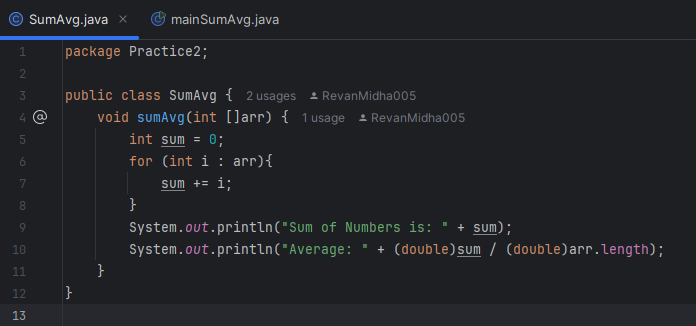 SumAvg.java × mainSumAvg.java
1 package Practice2;
2
3 public class SumAvg { 2 usages RevanMidha005
4 @ void sumAvg(int []arr) { 1 usage RevanMidha005
5 int sum = 0;
6 for (int i : arr){
7 sum += i;
8 }
9 System.out.println("Sum of Numbers is: " + sum);
10 System.out.println("Average: " + (double)sum / (double)arr.length);
11 }
12 }
13